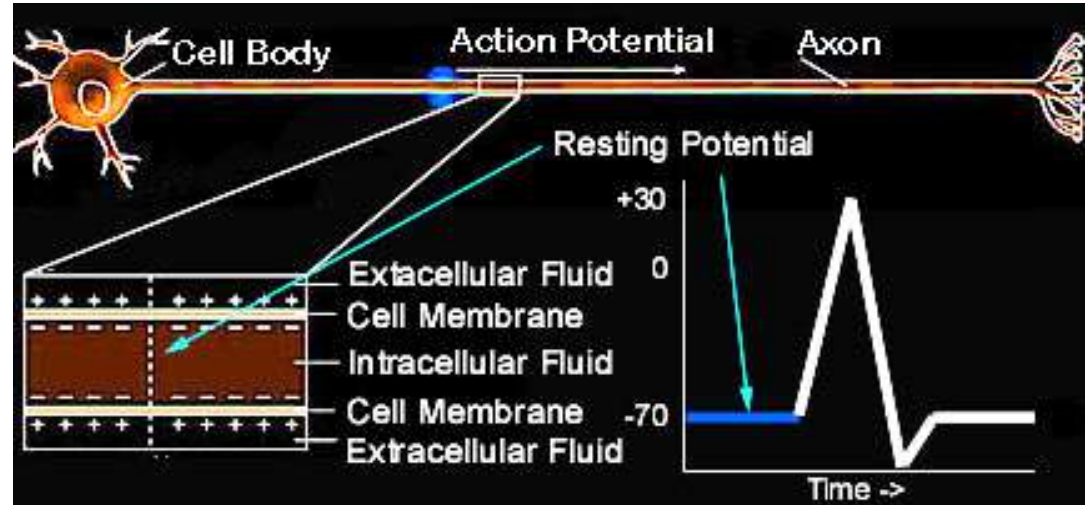 Cell Body
Action Potential
Axon
Resting Potential
+30
0
-70
Time ->
Extacellular Fluid
Cell Membrane
Intracellular Fluid
Cell Membrane
Extracellular Fluid